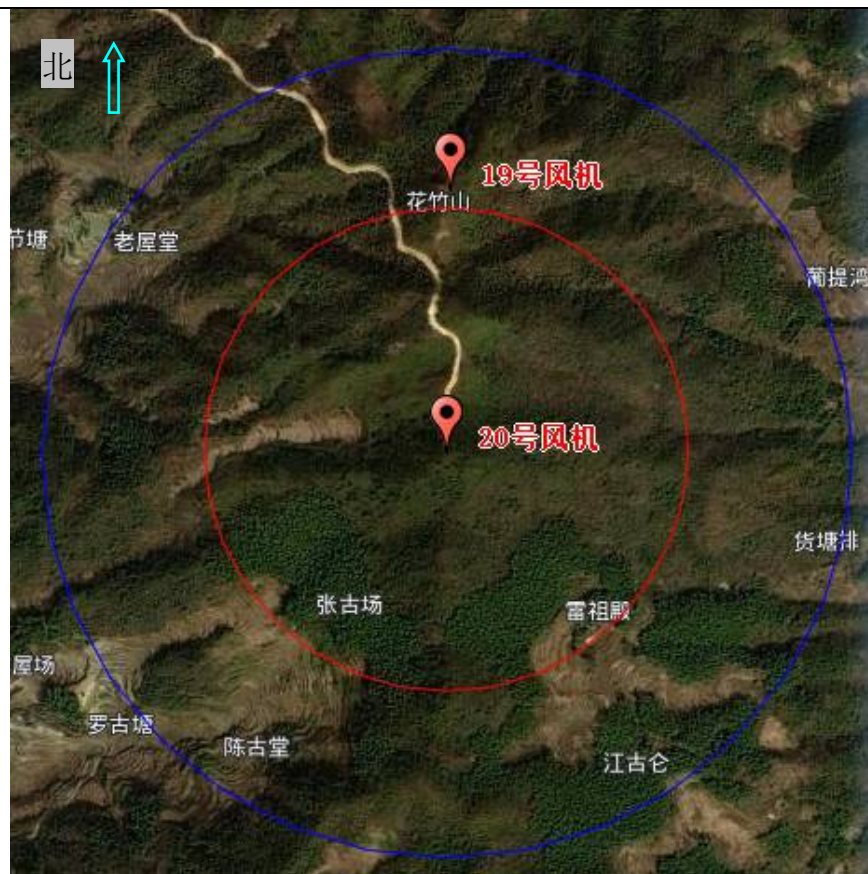 北
19号风机
花竹山
节塘
老屋堂
葡提湾
20号风机
货塘排
张古场
雷祖殿
屋场
罗古塘
陈古堂
江古仑